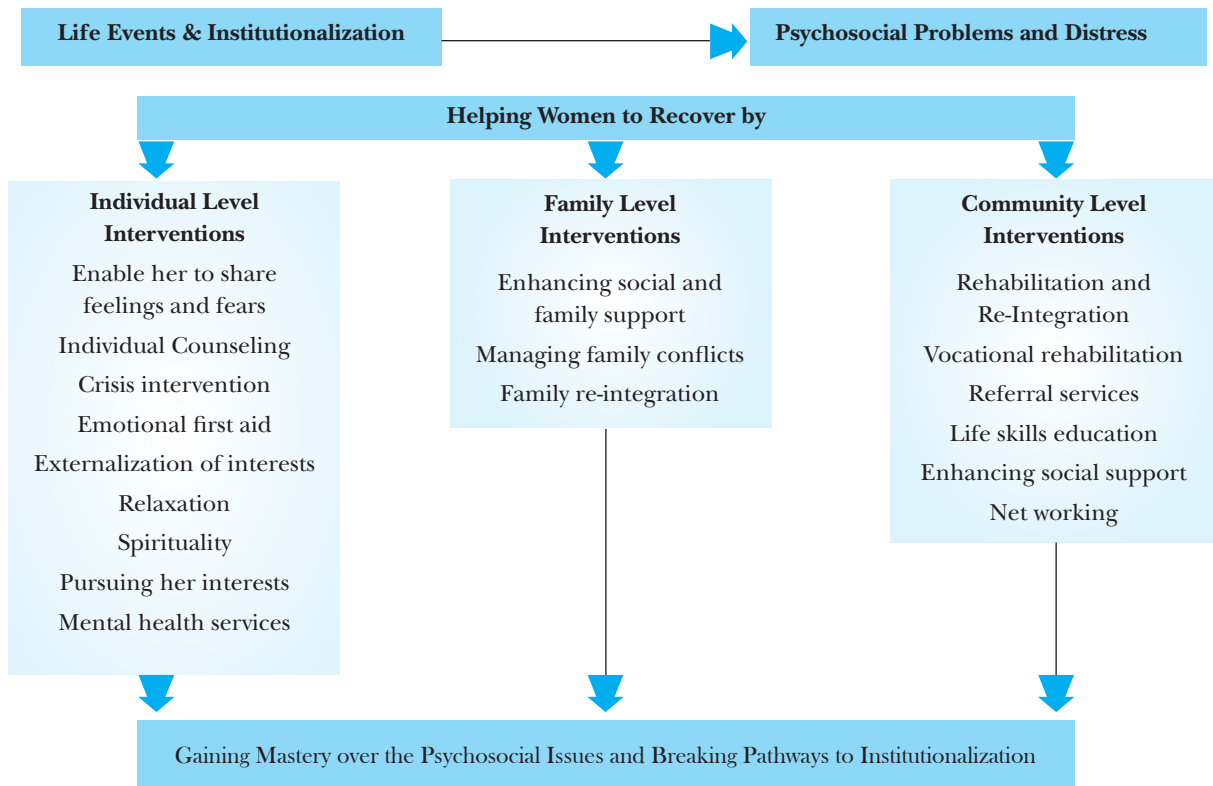 Life Events & Institutionalization
Psychosocial Problems and Distress
Helping Women to Recover by
Individual Level
Interventions
Enable her to share
feelings and fears
Individual Counseling
Crisis intervention
Emotional first aid
Externalization of interests
Relaxation
Spirituality
Pursuing her interests
Mental health services
Family Level
Interventions
Enhancing social and
family support
Managing family conflicts
Family re-integration
Community Level
Interventions
Rehabilitation and
Re-Integration
Vocational rehabilitation
Referral services
Life skills education
Enhancing social support
Net working
Gaining Mastery over the Psychosocial Issues and Breaking Pathways to Institutionalization